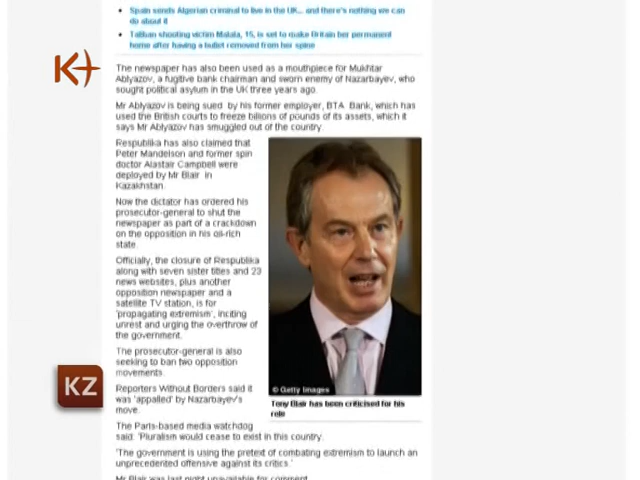 Spain sends Algerian criminal to live in the UK... and there's nothing we can
do about it
Taliban shooting victim Malala, 15, is set to make Britain her permanent
home after having a bullet removed from her spine
K+
The newspaper has also been used as a mouthpiece for Mukhtar
Ablyazov, a fugitive bank chairman and sworn enemy of Nazarbayev, who
sought political asylum in the UK three years ago.
Mr Ablyazov is being sued by his former employer, BTA Bank, which has
used the British courts to freeze billions of pounds of its assets, which it
says Mr Ablyazov has smuggled out of the country.
Respublika has also claimed that
Peter Mandelson and former spin
doctor Alastair Campbell were
deployed by Mr Blair in
Kazakhstan.
Now the dictator has ordered his
prosecutor-general to shut the
newspaper as part of a crackdown
on the opposition in his oil-rich
state.
Officially, the closure of Respublika
along with seven sister titles and 23
news websites, plus another
opposition newspaper and a
satellite TV station, is for
'propagating extremism', inciting
unrest and urging the overthrow of
the government.
The prosecutor-general is also
seeking to ban two opposition
movements.
KZ
Reporters Without Borders said it
was 'appalled' by Nazarbayev's
move.
© Getty Images
Tony Blair has been criticised for his
role
The Paris-based media watchdog
said: 'Pluralism would cease to exist in this country.
'The government is using the pretext of combating extremism to launch an
unprecedented offensive against its critics.'
Mr Blair was last night unavailable for comment.